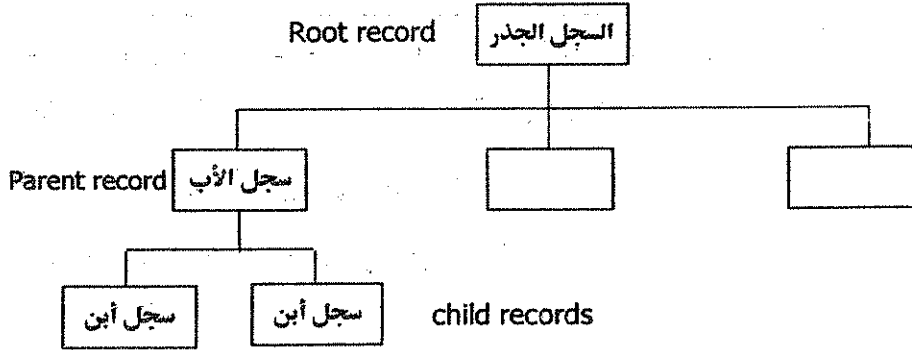 Root record
السجل الجذر
Parent record
سجل الأب
سجل أبن
سجل أبن
child records